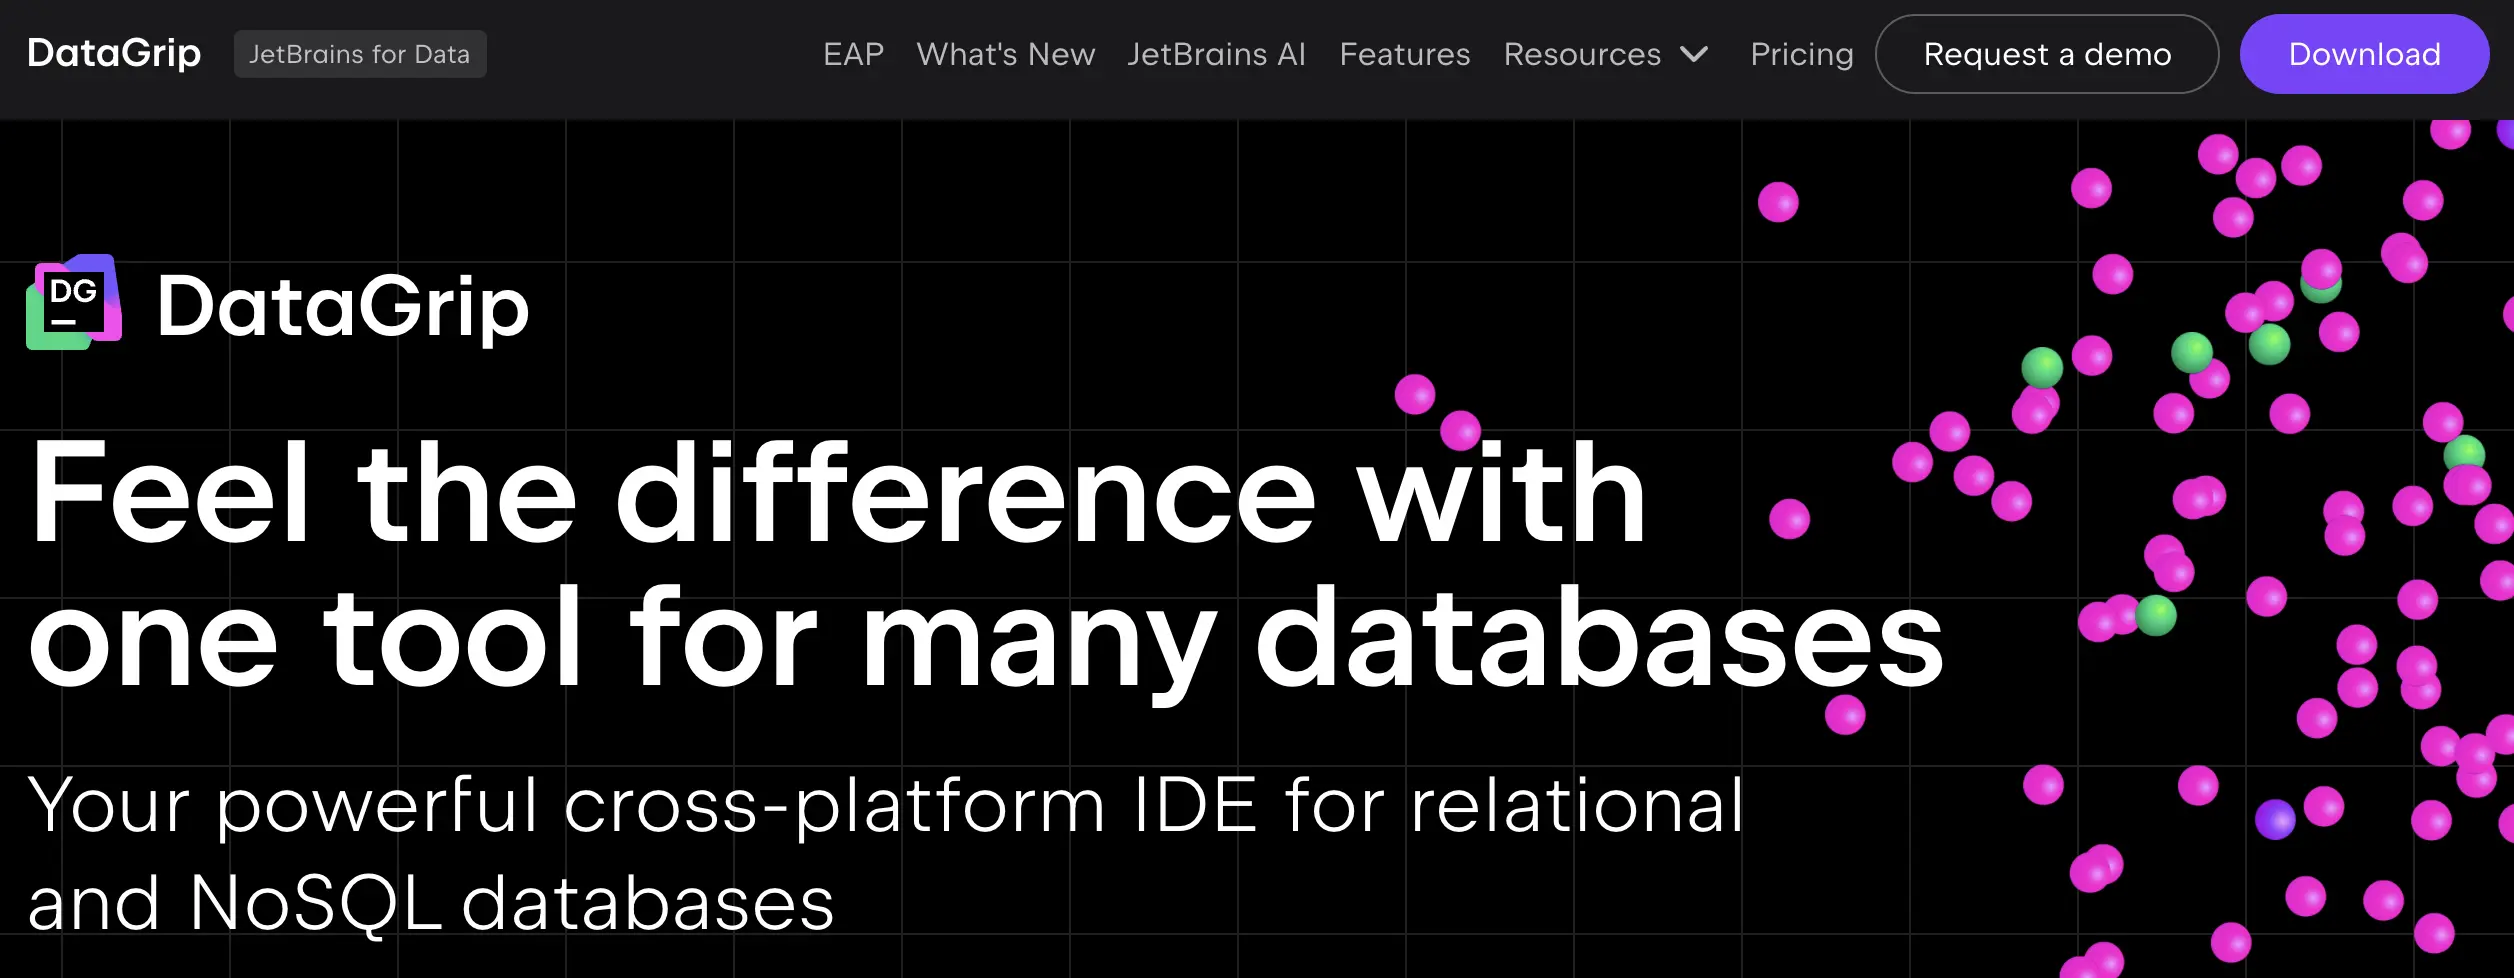 DataGrip JetBrains for Data EAP What's New JetBrains AI Features Resources Pricing Request a demo Download
DG
DataGrip
Feel the difference with
one tool for many databases
Your powerful cross-platform IDE for relational
and NoSQL databases